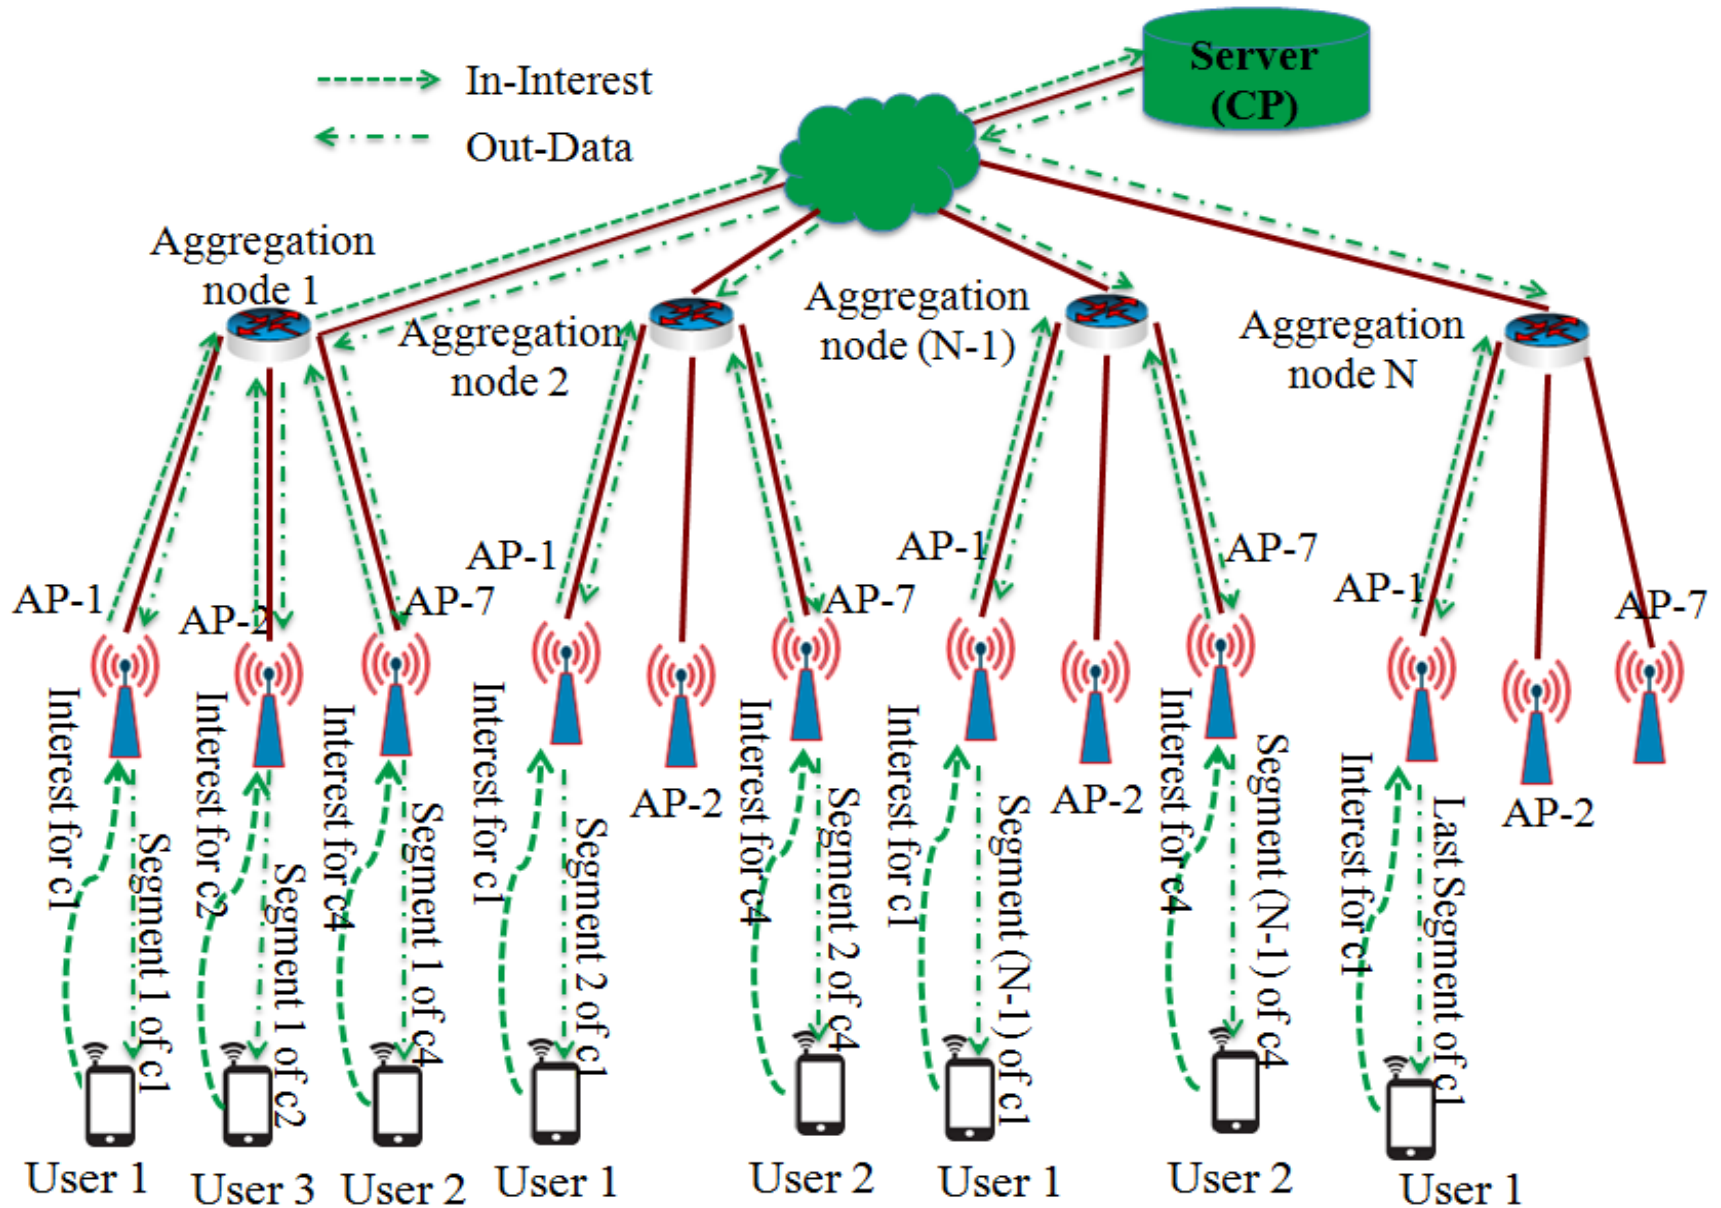 Server
(CP)
In-Interest
Out-Data
Aggregation
node 1
Aggregation
node 2
Aggregation
node (N-1)
Aggregation
node N
AP-1
AP-2
AP-7
AP-1
AP-2
AP-7
AP-1
AP-2
AP-7
AP-1
AP-2
AP-7
Interest for c1
Segment 1 of c1
Interest for c2
Segment 1 of c2
Interest for c4
Segment 1 of c4
Interest for c1
Segment 2 of c1
Interest for c4
Segment 2 of c4
Interest for c1
Segment (N-1) of c1
Interest for c4
Segment (N-1) of c4
Interest for c1
Last Segment of c1
User 1
User 3
User 2
User 1
User 2
User 1
User 2
User 1